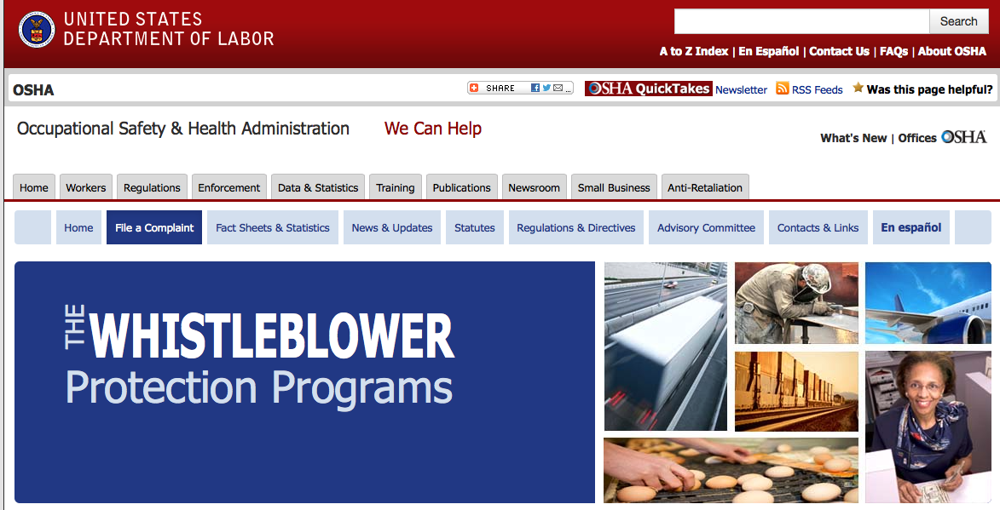 UNITED STATES
DEPARTMENT OF LABOR
Search
A to Z Index | En Español | Contact Us | FAQs | About OSHA
OSHA
SHARE ...
OSHA QuickTakes Newsletter RSS Feeds Was this page helpful?
Occupational Safety & Health Administration We Can Help
What's New | Offices OSHA
Home Workers Regulations Enforcement Data & Statistics Training Publications Newsroom Small Business Anti-Retaliation
Home File a Complaint Fact Sheets & Statistics News & Updates Statutes Regulations & Directives Advisory Committee Contacts & Links En español
THE WHISTLEBLOWER
Protection Programs